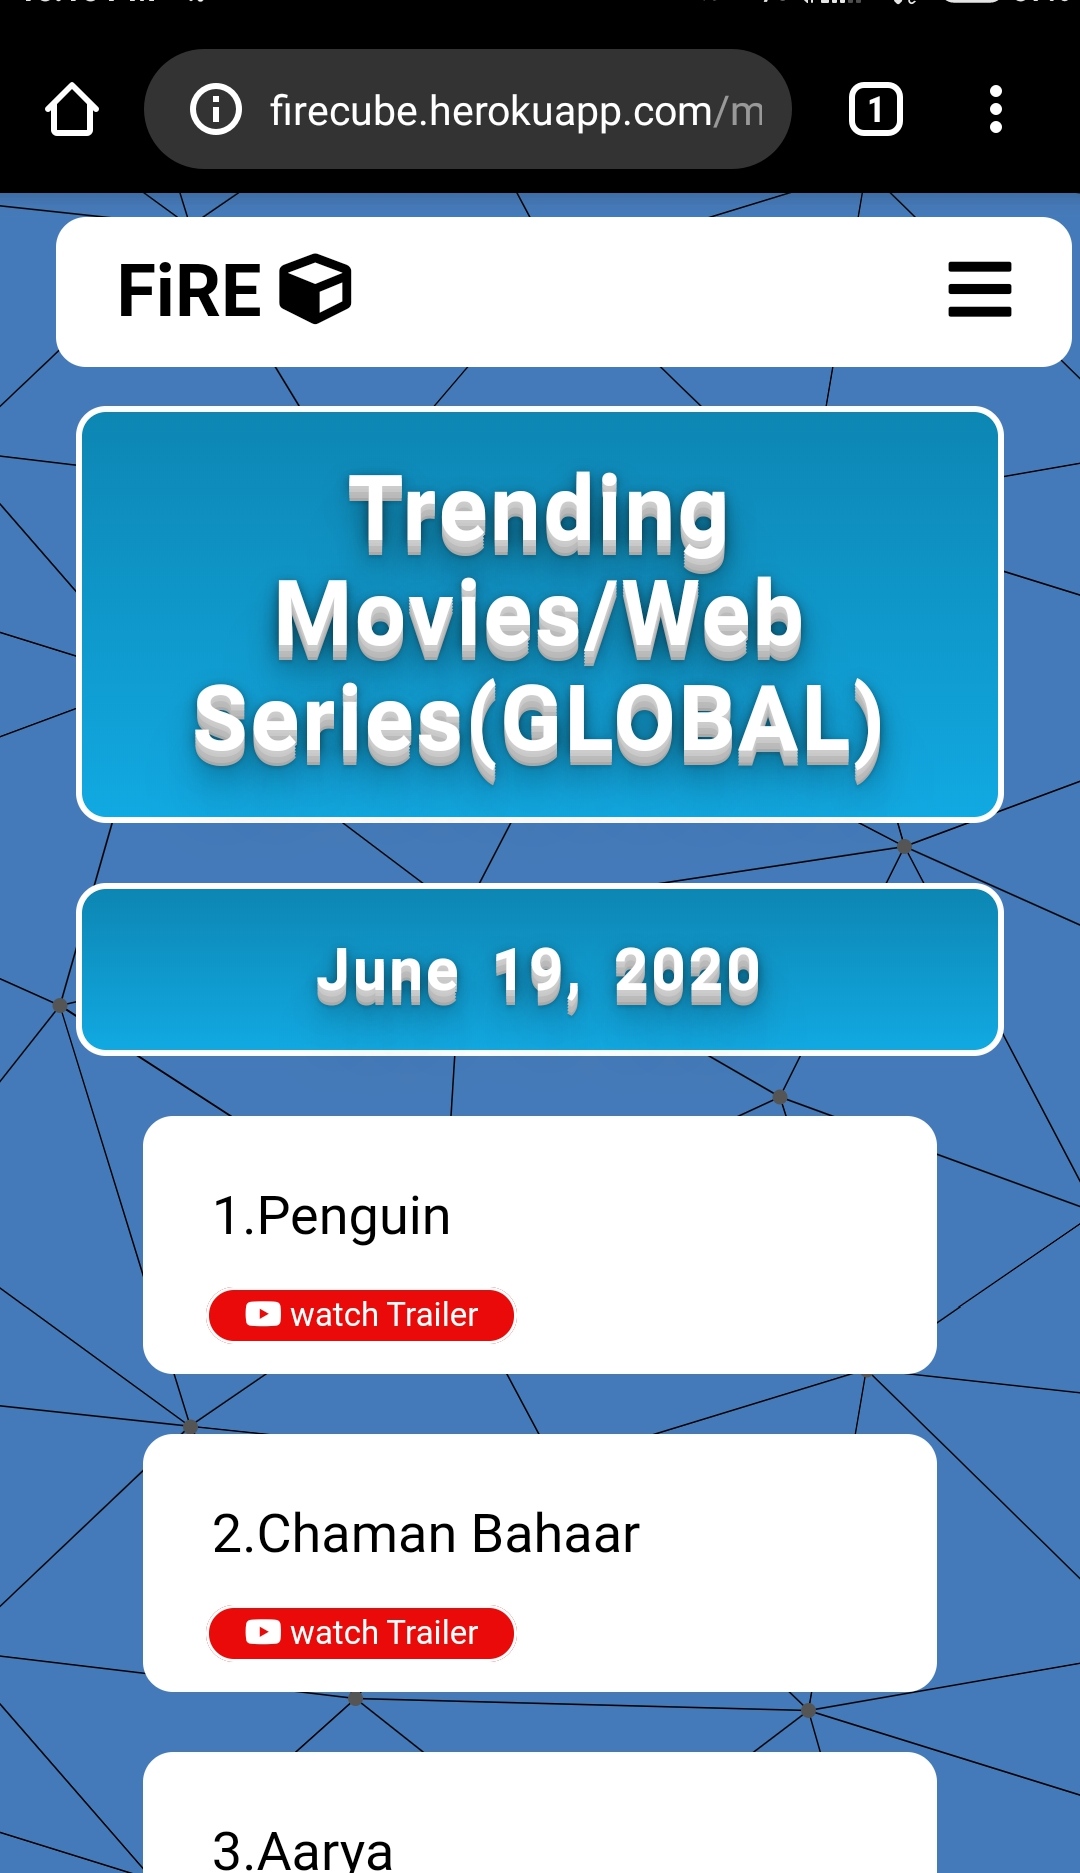 firecube.herokuapp.com/m
1
FiRE
Trending
Movies/Web
Series(GLOBAL)
June 19, 2020
1.Penguin
watch Trailer
2.Chaman Bahaar
watch Trailer
3.Aarya